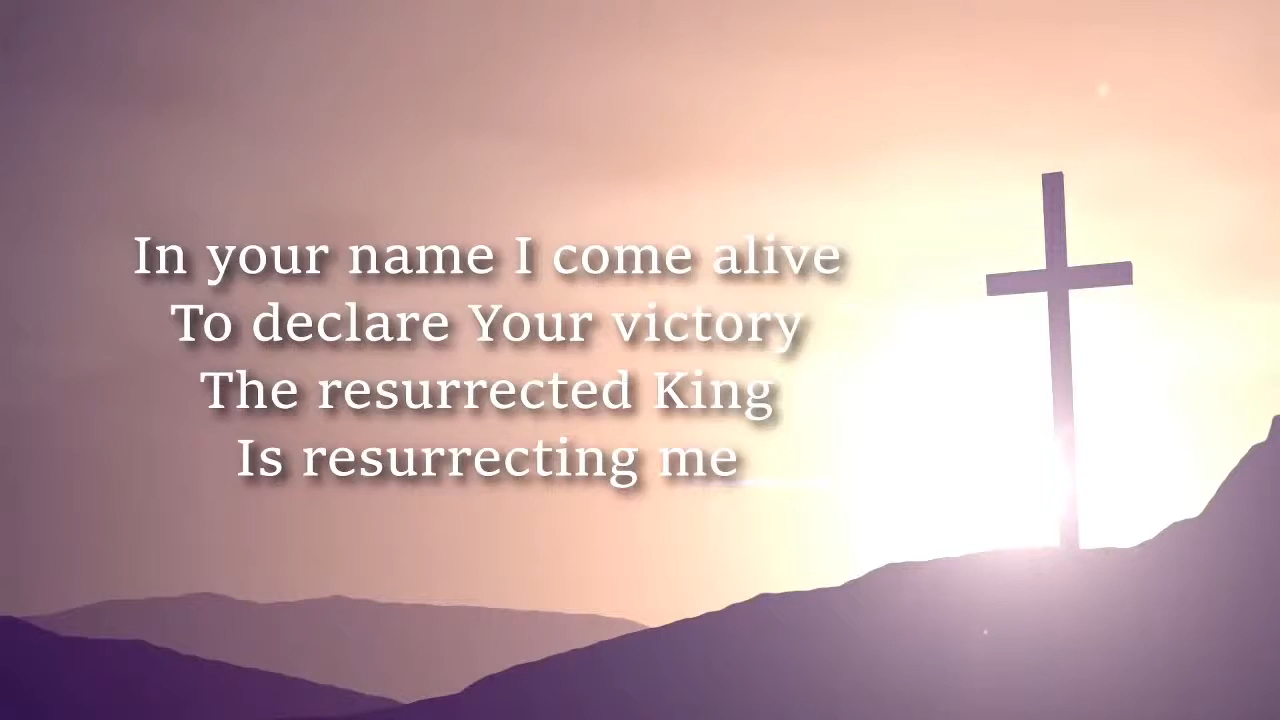 In your name I come alive
To declare Your victory
The resurrected King
Is resurrecting me